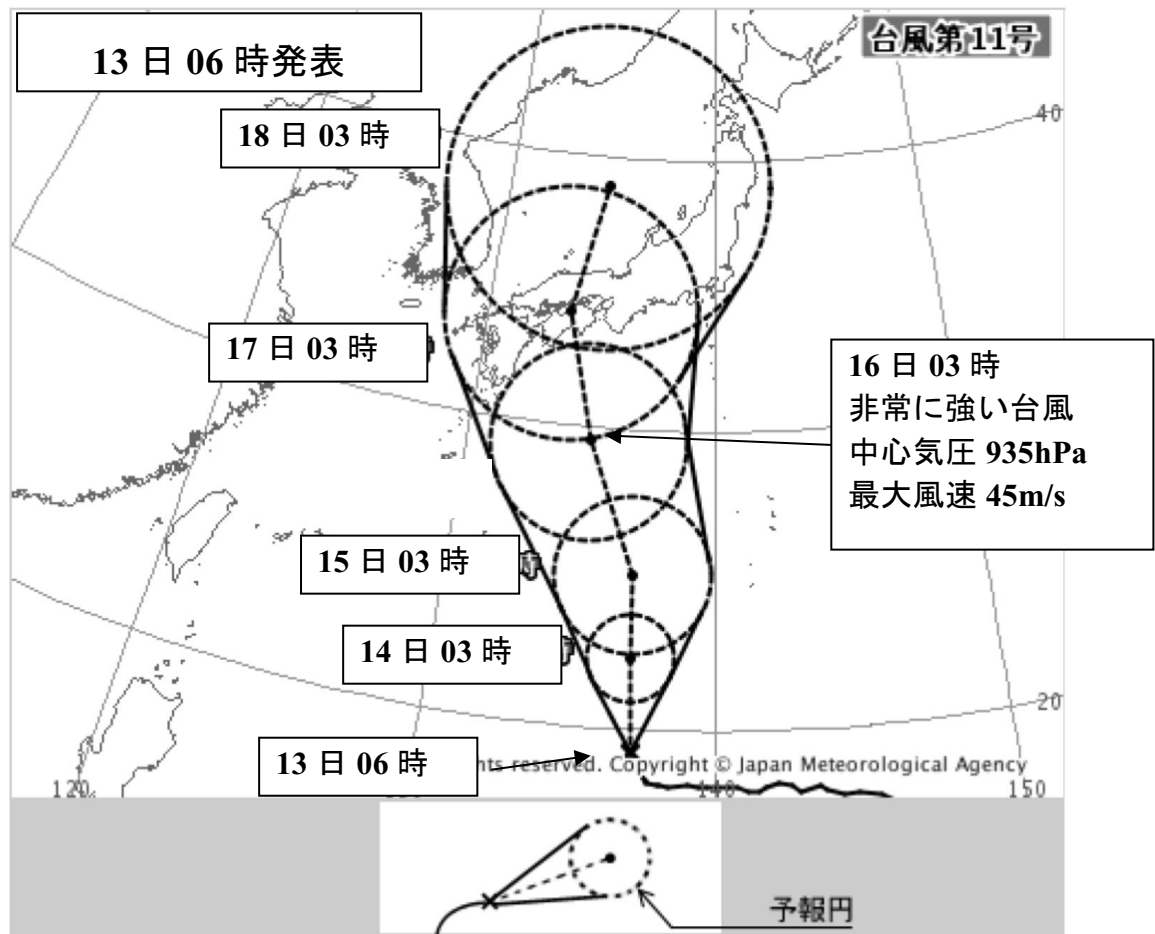 13 日 06 時発表
台風第11号
18 日 03 時
40
17 日 03 時
16 日 03 時
非常に強い台風
中心気圧 935hPa
最大風速 45m/s
15 日 03 時
14 日 03 時
20
13 日 06 時
hts reserved. Copyright © Japan Meteorological Agency
120
140
150
予報円